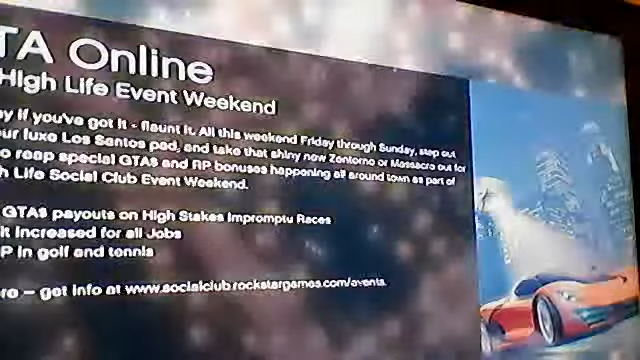 TA Online
High Life Event Weekend
ay if you've got it - flaunt it. All this weekend Friday through Sunday, step out
our luxe Los Santos pad, and take that shiny new Zentorno or Massacro out for
o reap special GTA$ and RP bonuses happening all around town as part of
h Life Social Club Event Weekend.
GTA$ payouts on High Stakes Impromptu Races
it increased for all Jobs
P in golf and tennis
re – get info at www.socialclub.rockstargames.com/events.